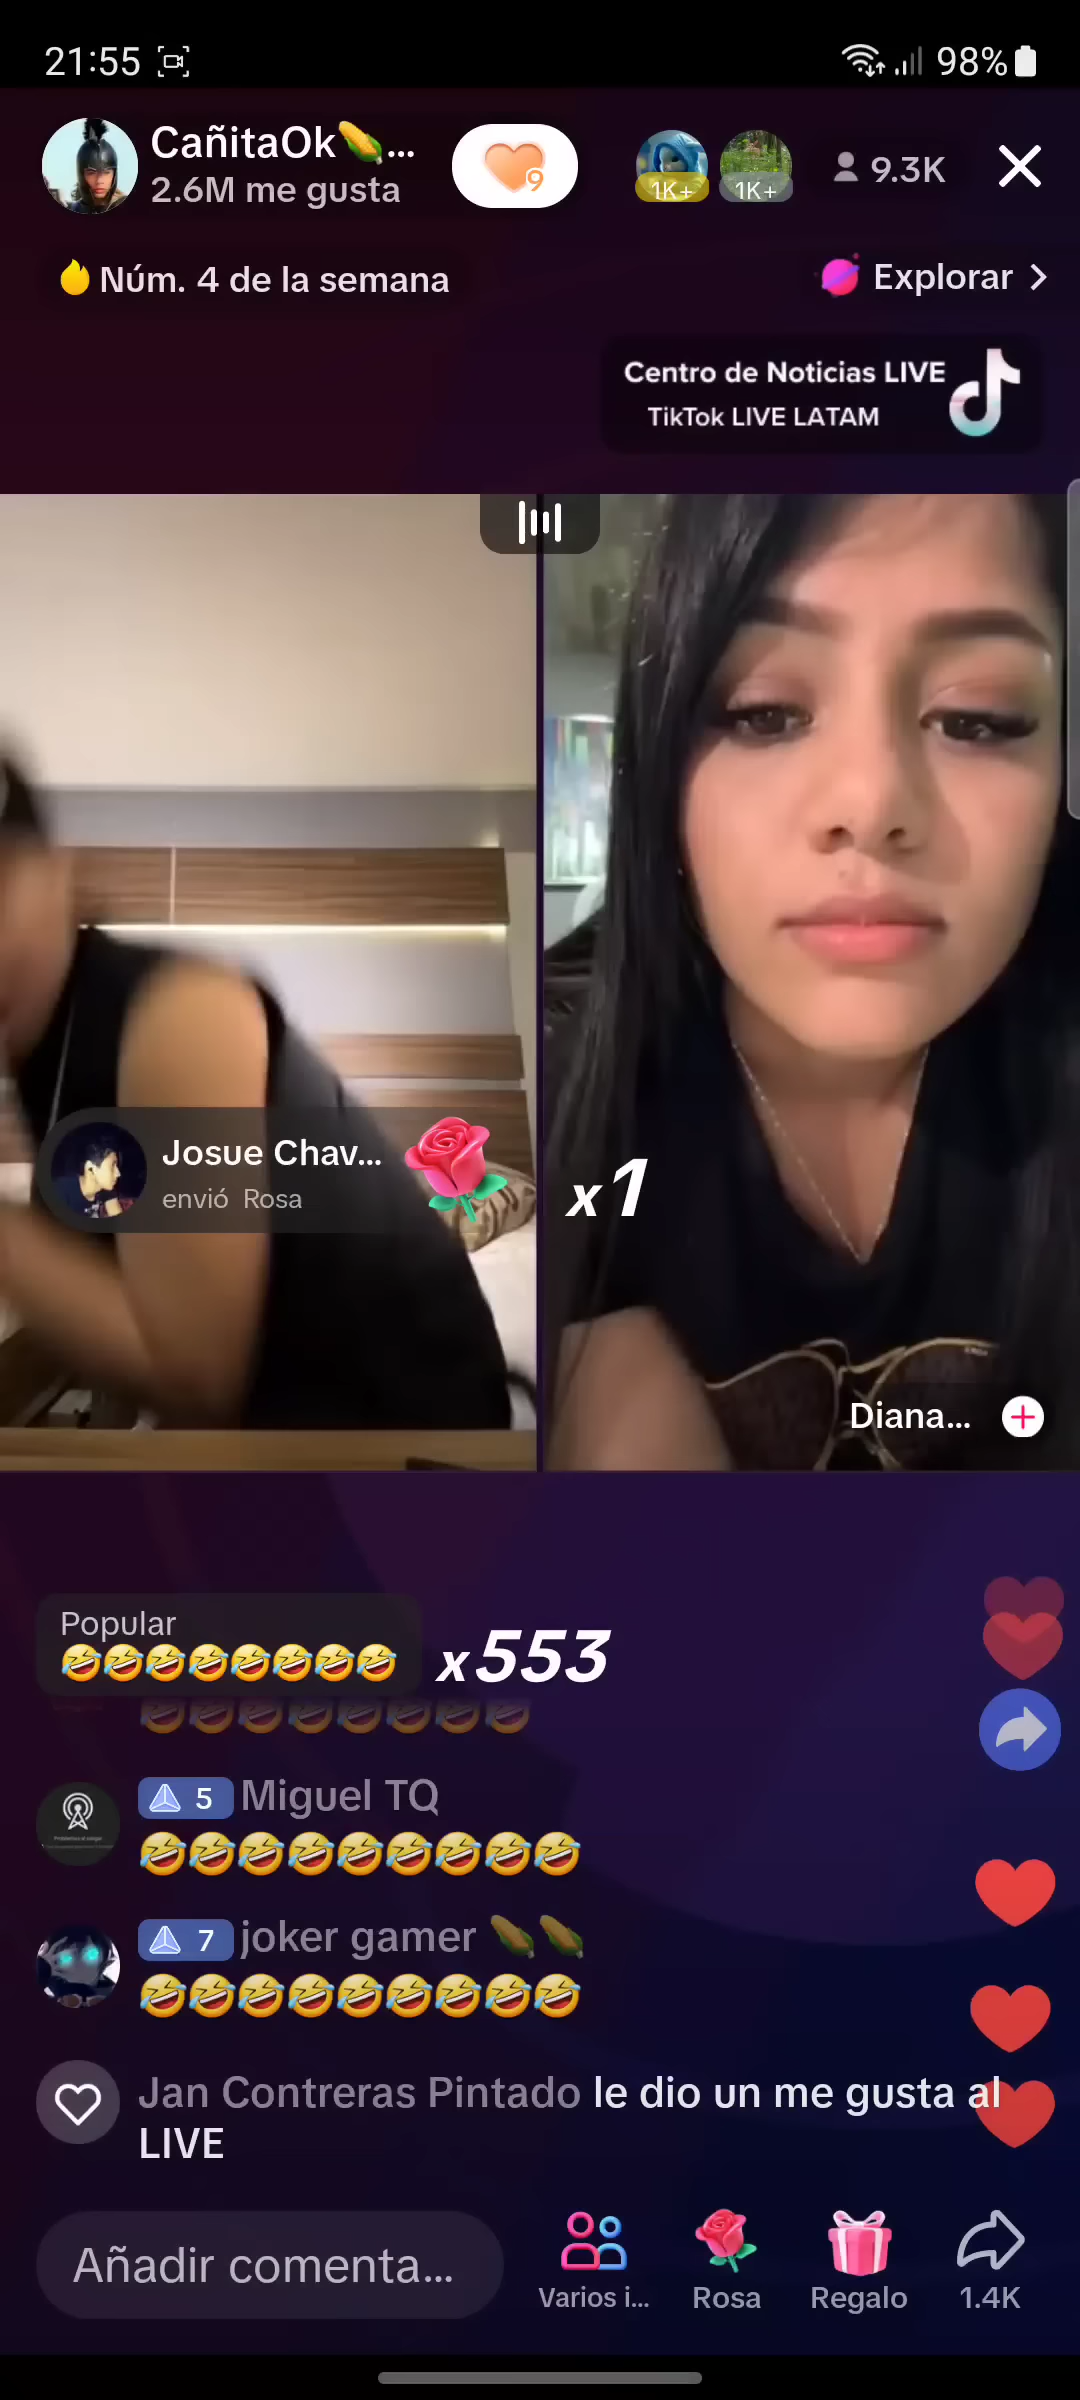 21:55
98%
CañitaOk🌽...
2.6M me gusta
1K+
1K+
9.3K
Núm. 4 de la semana
Explorar
Centro de Noticias LIVE
TikTok LIVE LATAM
Josue Chav...
envió Rosa
x1
Diana...
Popular
🤣🤣🤣🤣🤣🤣🤣🤣
x553
🤣🤣🤣🤣🤣🤣🤣🤣
5 Miguel TQ
🤣🤣🤣🤣🤣🤣🤣🤣🤣
7 joker gamer 🌽🌽
🤣🤣🤣🤣🤣🤣🤣🤣🤣
Jan Contreras Pintado le dio un me gusta al
LIVE
Añadir comenta...
Varios i...
Rosa
Regalo
1.4K